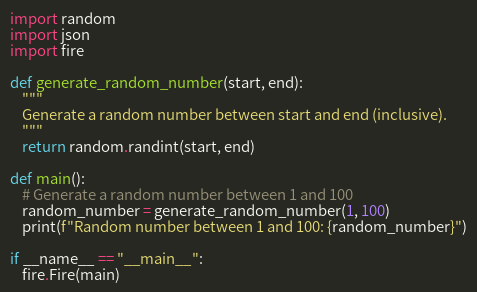 import random
import json
import fire

def generate_random_number(start, end):
    """
    Generate a random number between start and end (inclusive).
    """
    return random.randint(start, end)

def main():
    # Generate a random number between 1 and 100
    random_number = generate_random_number(1, 100)
    print(f"Random number between 1 and 100: {random_number}")

if __name__ == "__main__":
    fire.Fire(main)